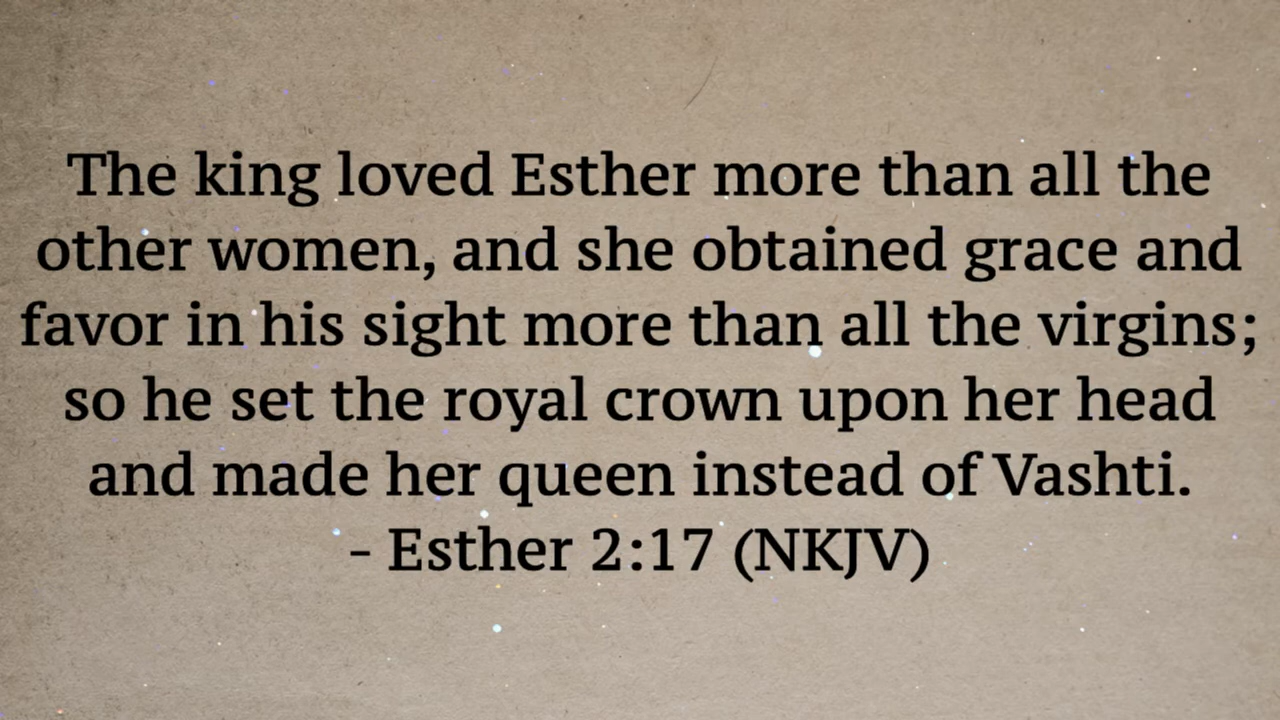 The king loved Esther more than all the
other women, and she obtained grace and
favor in his sight more than all the virgins;
so he set the royal crown upon her head
and made her queen instead of Vashti.
- Esther 2:17 (NKJV)